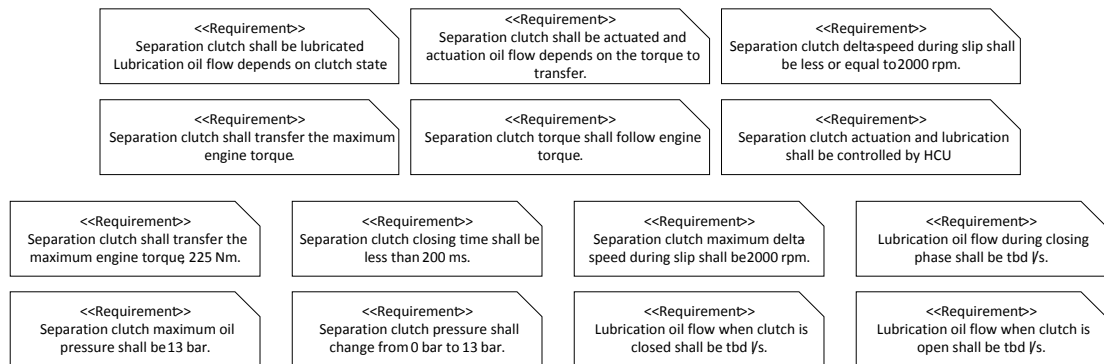 <<Requirement>>
Separation clutch shall be lubricated
Lubrication oil flow depends on clutch state
<<Requirement>>
Separation clutch shall be actuated and
actuation oil flow depends on the torque to
transfer.
<<Requirement>>
Separation clutch delta-speed during slip shall
be less or equal to 2000 rpm.
<<Requirement>>
Separation clutch shall transfer the maximum
engine torque.
<<Requirement>>
Separation clutch torque shall follow engine
torque.
<<Requirement>>
Separation clutch actuation and lubrication
shall be controlled by HCU
<<Requirement>>
Separation clutch shall transfer the
maximum engine torque, 225 Nm.
<<Requirement>>
Separation clutch closing time shall be
less than 200 ms.
<<Requirement>>
Separation clutch maximum delta-
speed during slip shall be 2000 rpm.
<<Requirement>>
Lubrication oil flow during closing
phase shall be tbd l/s.
<<Requirement>>
Separation clutch maximum oil
pressure shall be 13 bar.
<<Requirement>>
Separation clutch pressure shall
change from 0 bar to 13 bar.
<<Requirement>>
Lubrication oil flow when clutch is
closed shall be tbd l/s.
<<Requirement>>
Lubrication oil flow when clutch is
open shall be tbd l/s.